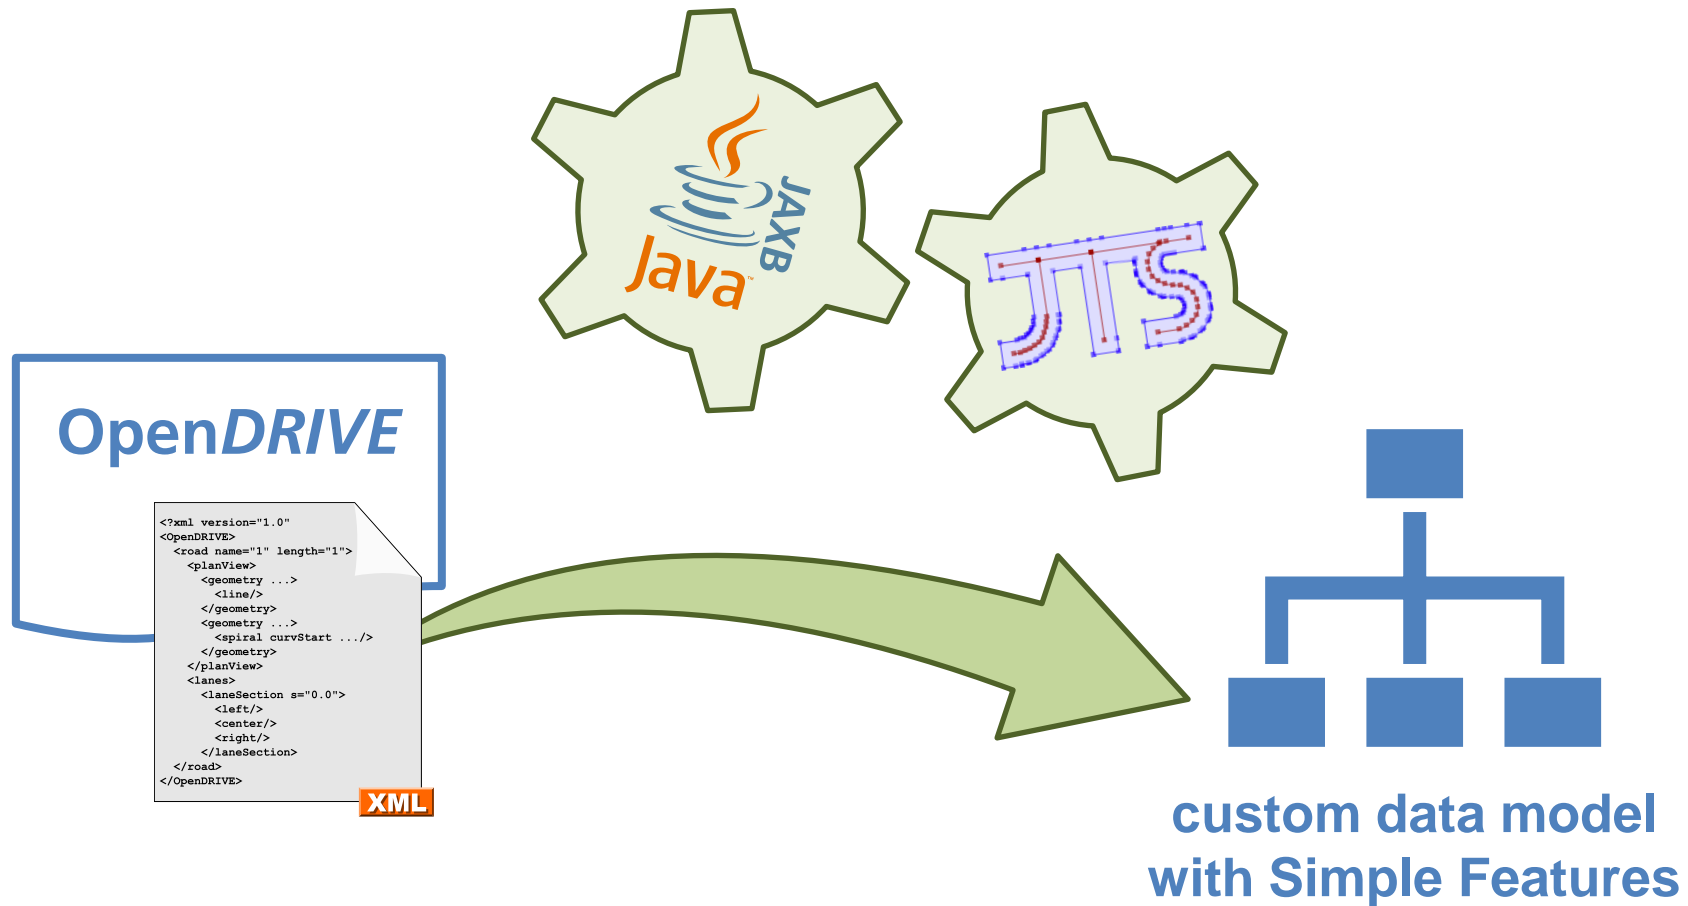 JAXB
Java™
JTS
OpenDRIVE
<?xml version="1.0"
<OpenDRIVE>
<road name="1" length="1">
<planView>
<geometry ...>
<line/>
</geometry>
<geometry ...>
<spiral curvStart .../>
</geometry>
</planView>
<lanes>
<laneSection s="0.0">
<left/>
<center/>
<right/>
</laneSection>
</road>
</OpenDRIVE>
XML
custom data model
with Simple Features